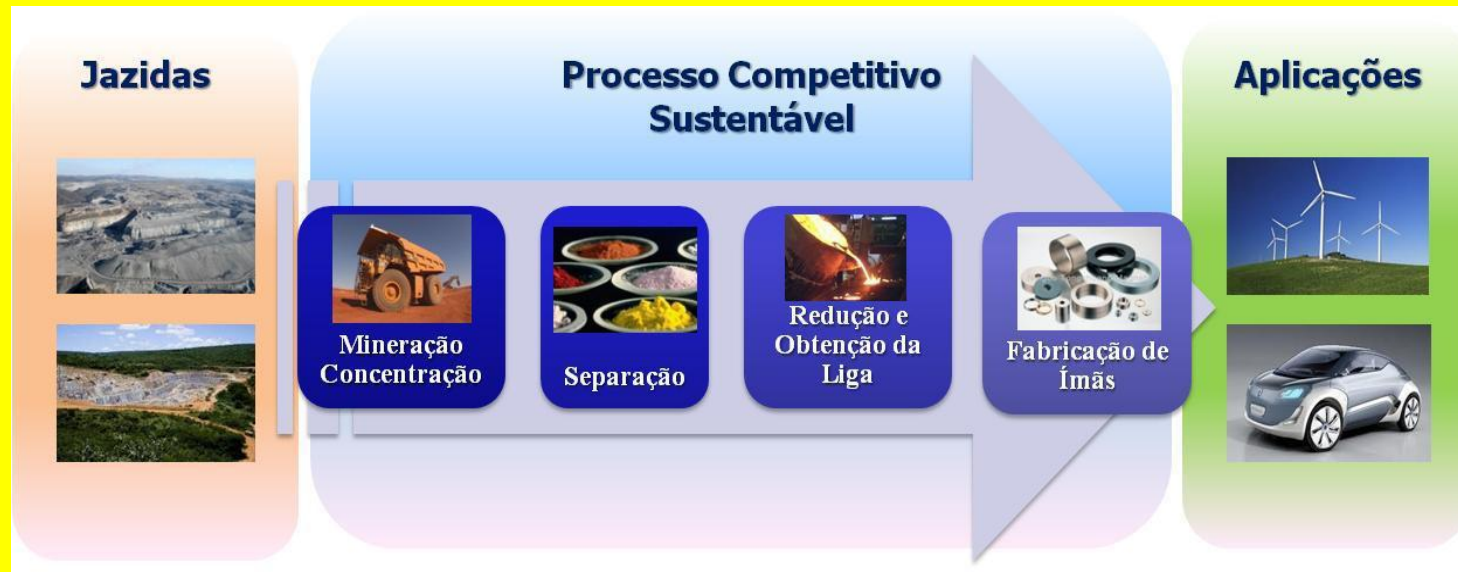 Jazidas
Processo Competitivo
Sustentável
Aplicações
Mineração
Concentração
Separação
Redução e
Obtenção da
Liga
Fabricação de
Ímãs